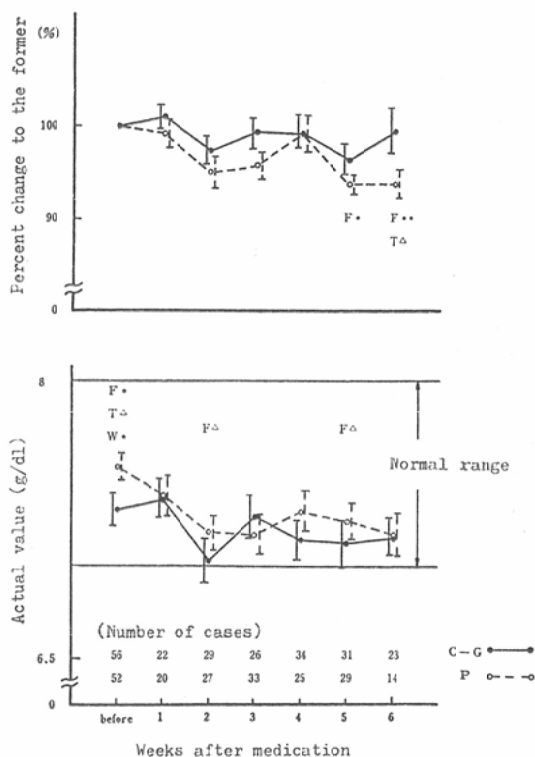 (%)
Percent change to the former
100
90
0
F*
F**
T△
8
F*
T△
W*
F△
F△
Normal range
Actual value (g/dl)
(Number of cases)
56 22 29 26 34 31 23
C-G
6.5
52 20 27 33 25 29 14
P
0
before 1 2 3 4 5 6
Weeks after medication